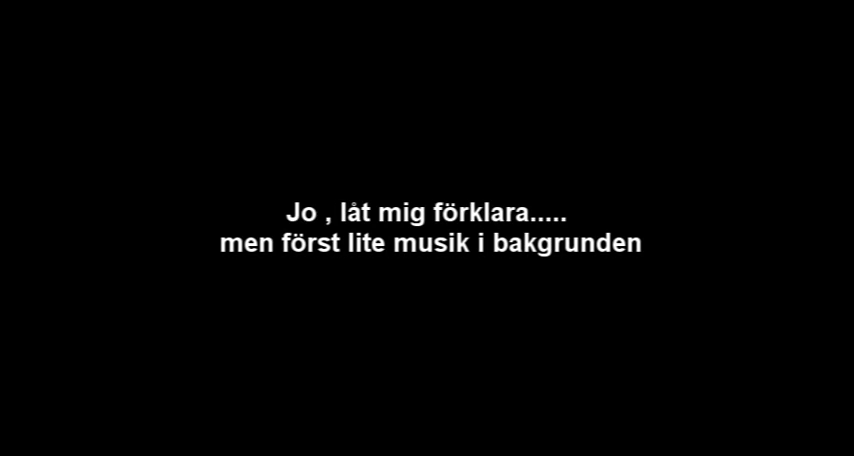 Jo , låt mig förklara.....
men först lite musik i bakgrunden